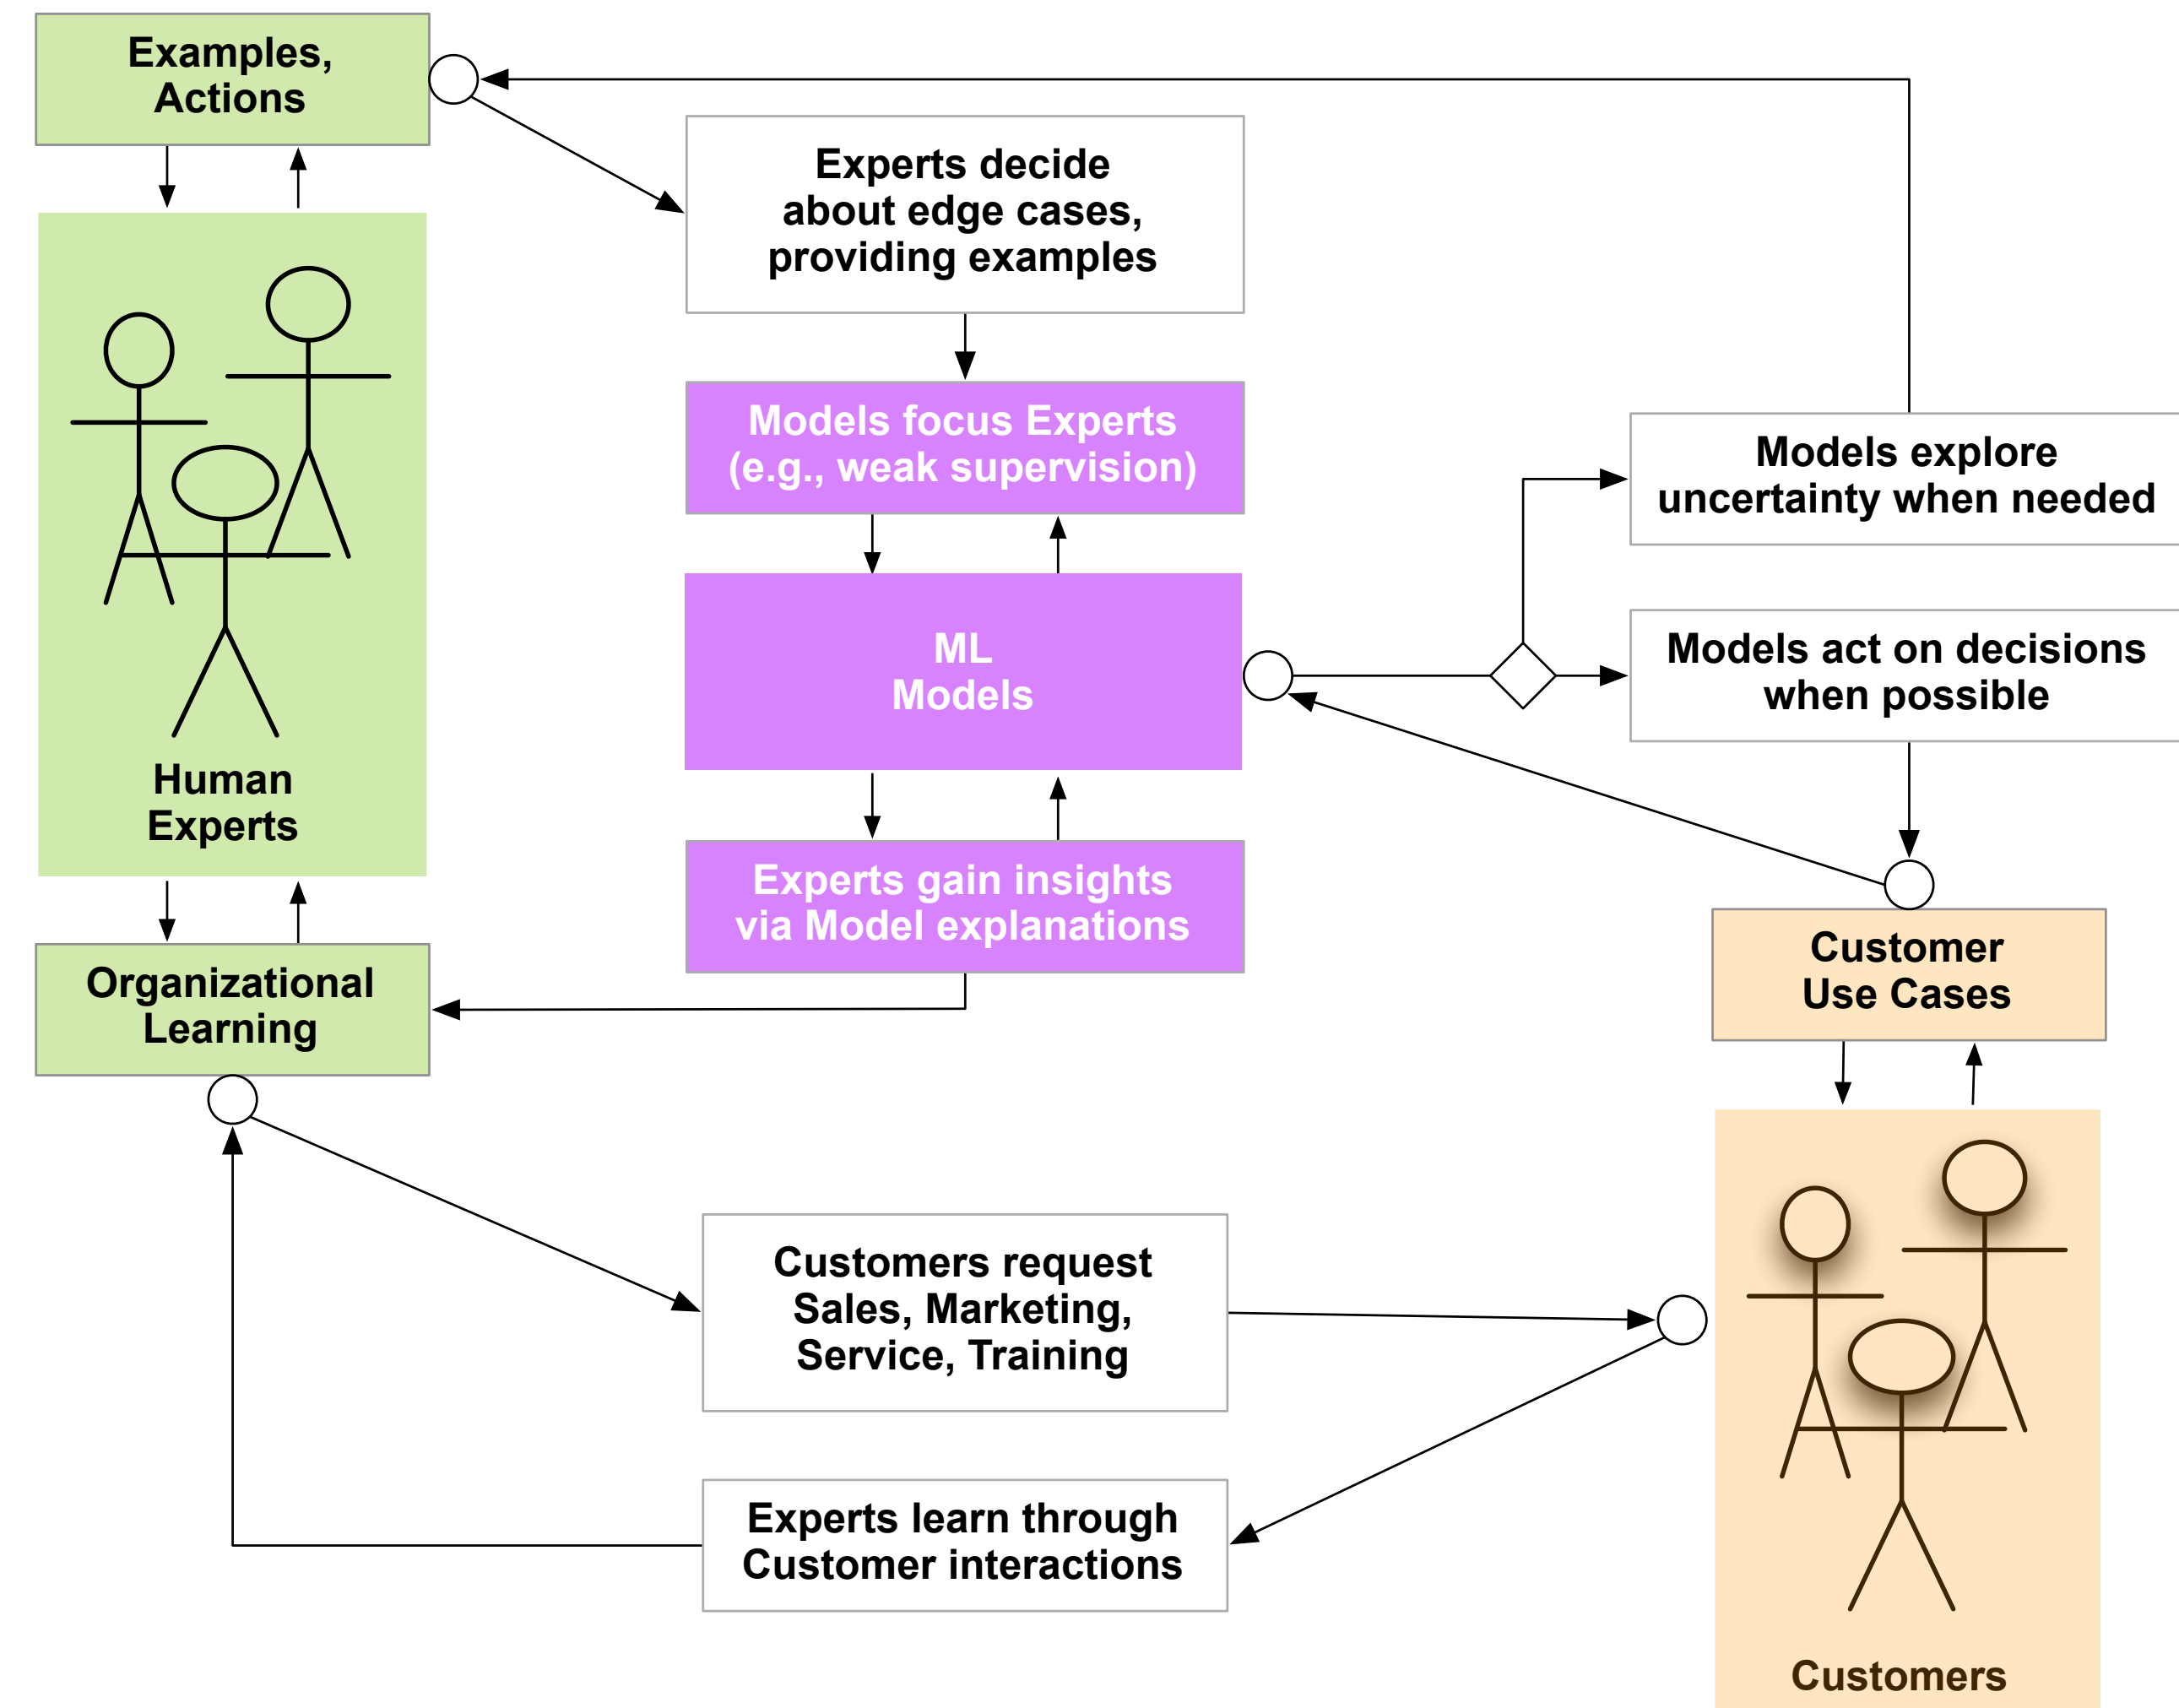 Examples,
Actions
Experts decide
about edge cases,
providing examples
Models focus Experts
(e.g., weak supervision)
Models explore
uncertainty when needed
ML
Models
Models act on decisions
when possible
Human
Experts
Experts gain insights
via Model explanations
Organizational
Learning
Customer
Use Cases
Customers request
Sales, Marketing,
Service, Training
Experts learn through
Customer interactions
Customers